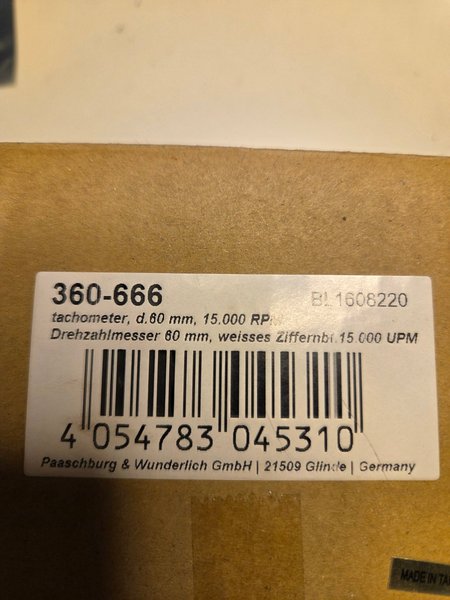 360-666 BL1608220
tachometer, d.60 mm, 15.000 RPM
Drehzahlmesser 60 mm, weisses Ziffernbl.15.000 UPM
4 054783 045310
Paaschburg & Wunderlich GmbH | 21509 Glinde | Germany
MADE IN